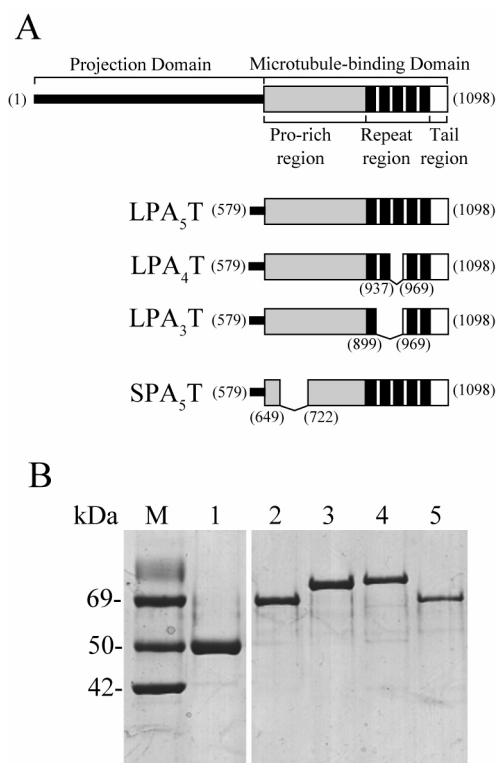 A
Projection Domain Microtubule-binding Domain
(1) (1098)
Pro-rich region Repeat region Tail region
LPA5T (579) (1098)
LPA4T (579) (1098)
(937) (969)
LPA3T (579) (1098)
(899) (969)
SPA5T (579) (1098)
(649) (722)
B
kDa M 1 2 3 4 5
69-
50-
42-